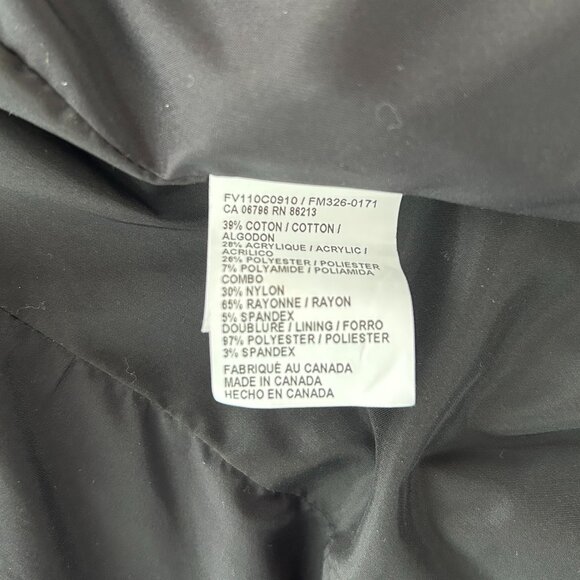 FV110C0910 / FM326-0171
CA 06796 RN 86213
39% COTON / COTTON /
ALGODON
28% ACRYLIQUE / ACRYLIC /
ACRILICO
26% POLYESTER / POLIESTER
7% POLYAMIDE / POLIAMIDA
COMBO
30% NYLON
65% RAYONNE / RAYON
5% SPANDEX
DOUBLURE / LINING / FORRO
97% POLYESTER / POLIESTER
3% SPANDEX
FABRIQUÉ AU CANADA
MADE IN CANADA
HECHO EN CANADA